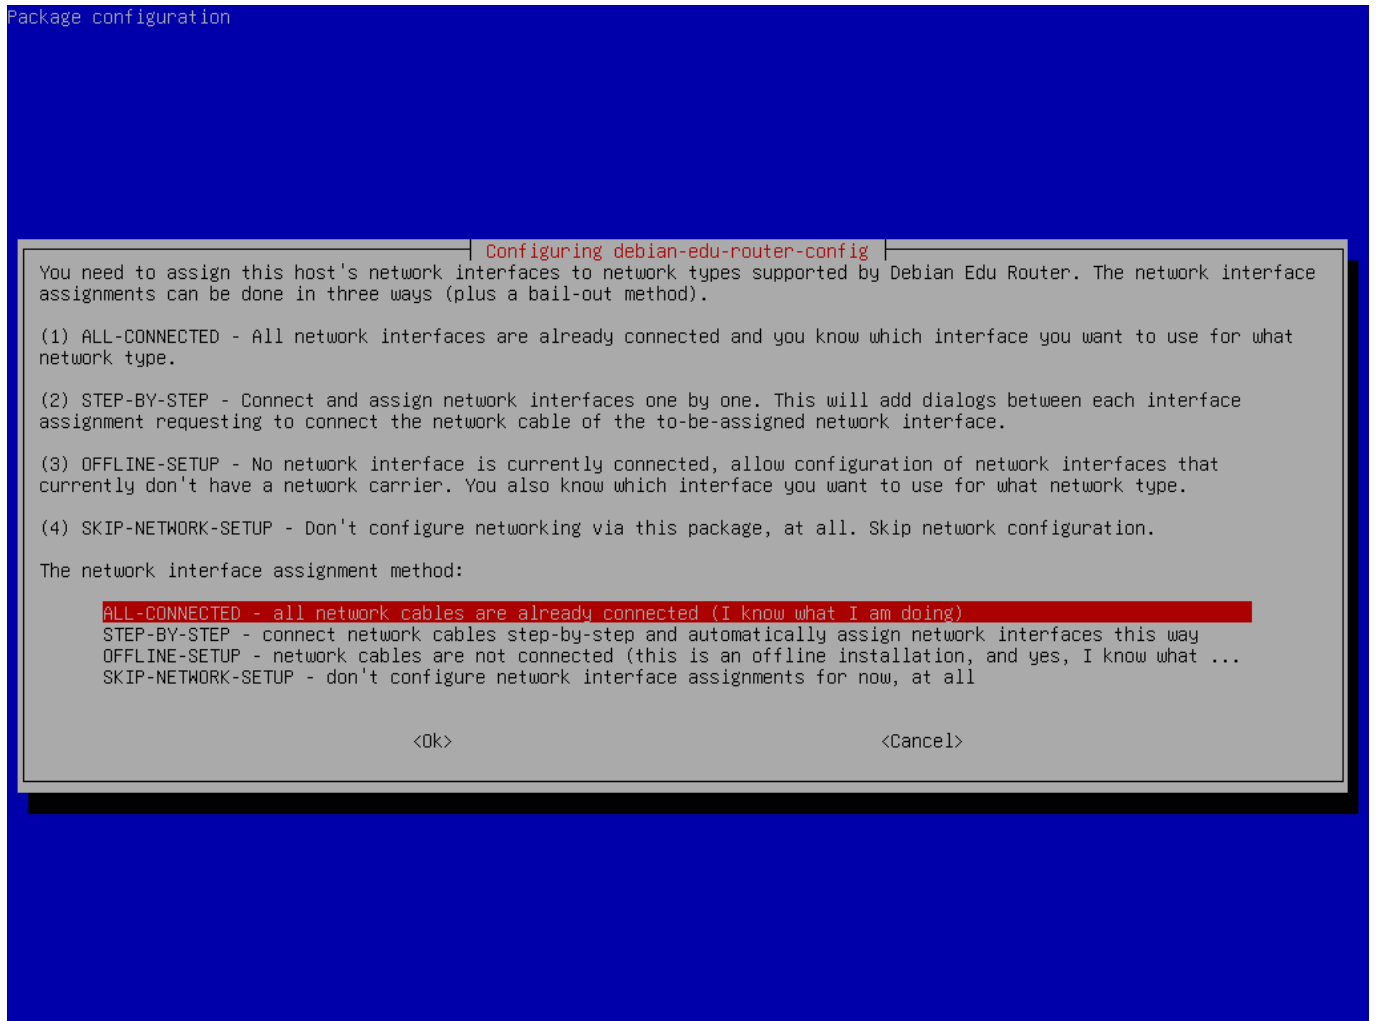 Package configuration
Configuring debian-edu-router-config
You need to assign this host's network interfaces to network types supported by Debian Edu Router. The network interface
assignments can be done in three ways (plus a bail-out method).
(1) ALL-CONNECTED - All network interfaces are already connected and you know which interface you want to use for what
network type.
(2) STEP-BY-STEP - Connect and assign network interfaces one by one. This will add dialogs between each interface
assignment requesting to connect the network cable of the to-be-assigned network interface.
(3) OFFLINE-SETUP - No network interface is currently connected, allow configuration of network interfaces that
currently don't have a network carrier. You also know which interface you want to use for what network type.
(4) SKIP-NETWORK-SETUP - Don't configure networking via this package, at all. Skip network configuration.
The network interface assignment method:
ALL-CONNECTED - all network cables are already connected (I know what I am doing)
STEP-BY-STEP - connect network cables step-by-step and automatically assign network interfaces this way
OFFLINE-SETUP - network cables are not connected (this is an offline installation, and yes, I know what ...
SKIP-NETWORK-SETUP - don't configure network interface assignments for now, at all
<Ok> <Cancel>